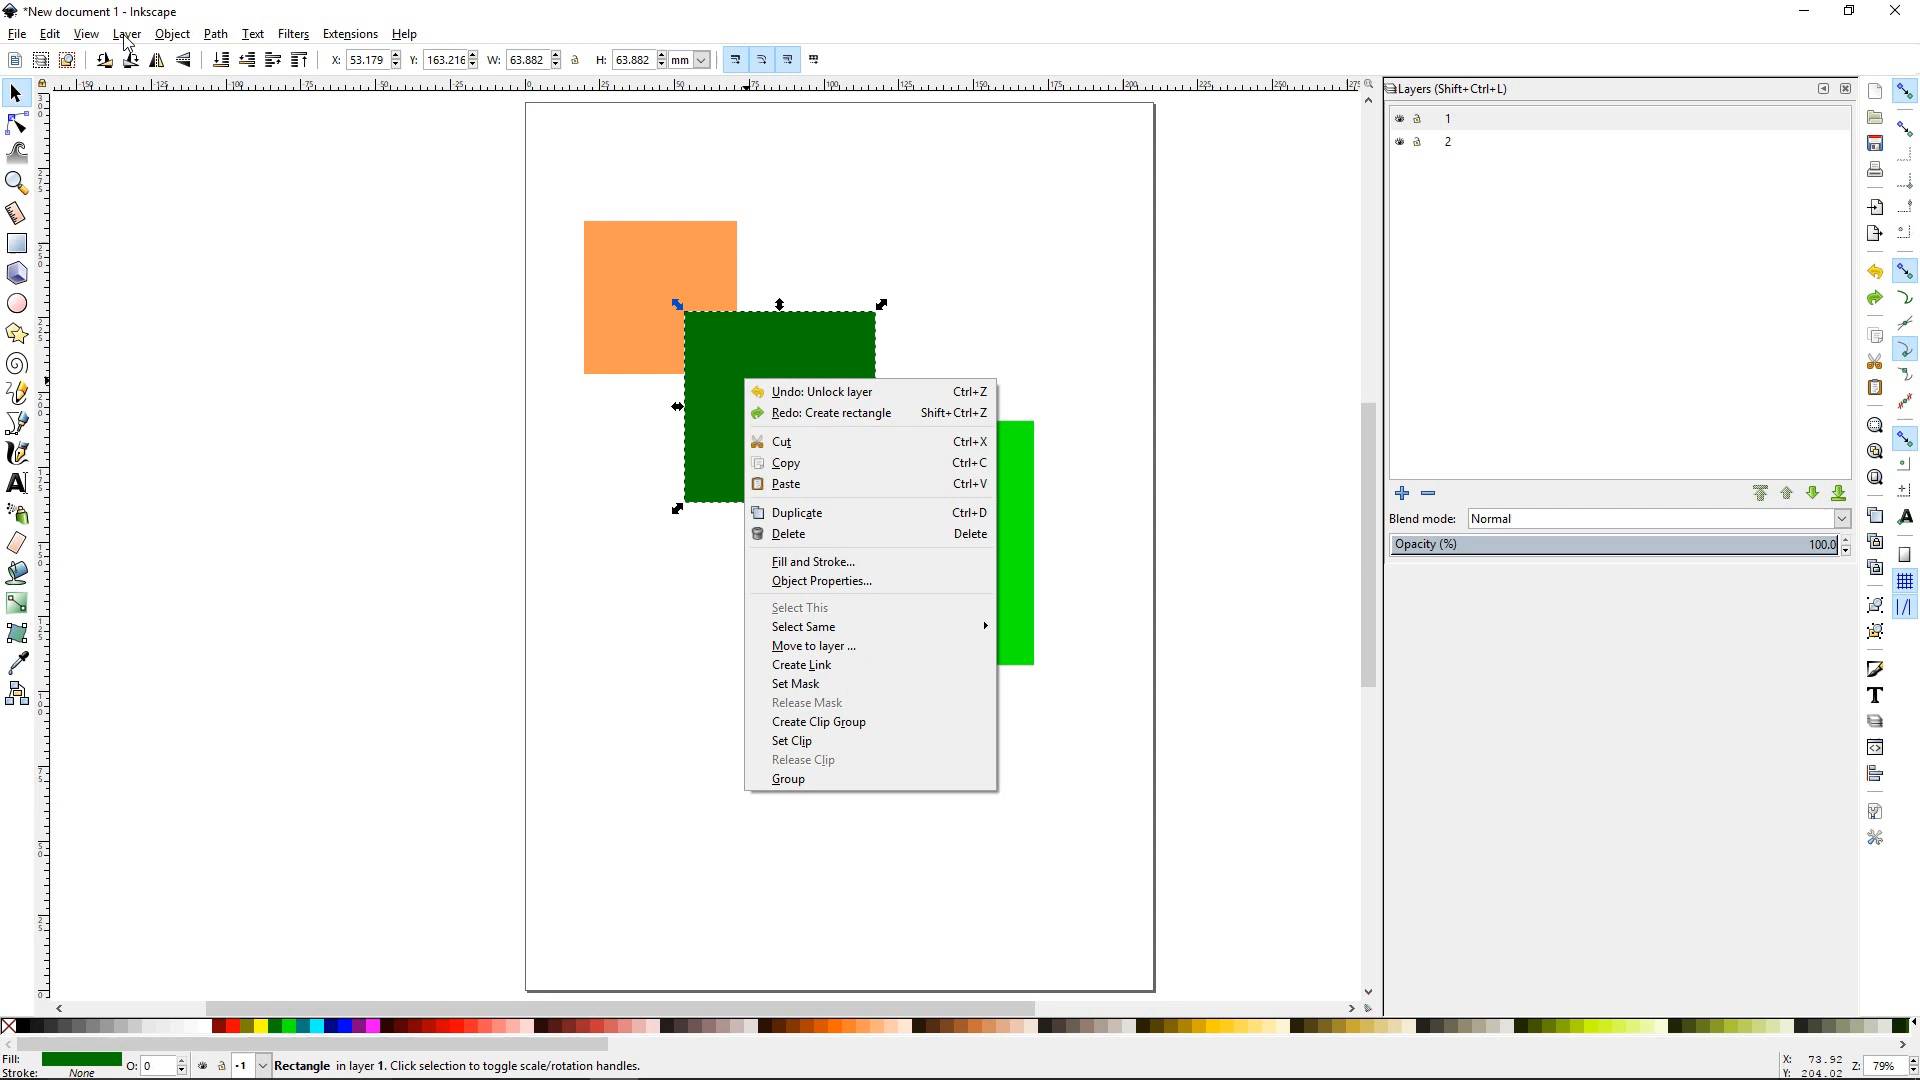 *New document 1 - Inkscape
File Edit View Layer Object Path Text Filters Extensions Help
X: 53.179 Y: 163.216 W: 63.882 H: 63.882 mm
Layers (Shift+Ctrl+L)
1
2
Undo: Unlock layer Ctrl+Z
Redo: Create rectangle Shift+Ctrl+Z
Cut Ctrl+X
Copy Ctrl+C
Paste Ctrl+V
Duplicate Ctrl+D
Delete Delete
Fill and Stroke...
Object Properties...
Select This
Select Same
Move to layer ...
Create Link
Set Mask
Release Mask
Create Clip Group
Set Clip
Release Clip
Group
Blend mode: Normal
Opacity (%) 100.0
Fill:
Stroke: None
O: 0
-1
Rectangle in layer 1. Click selection to toggle scale/rotation handles.
X: 73.92
Y: 204.02
Z: 79%